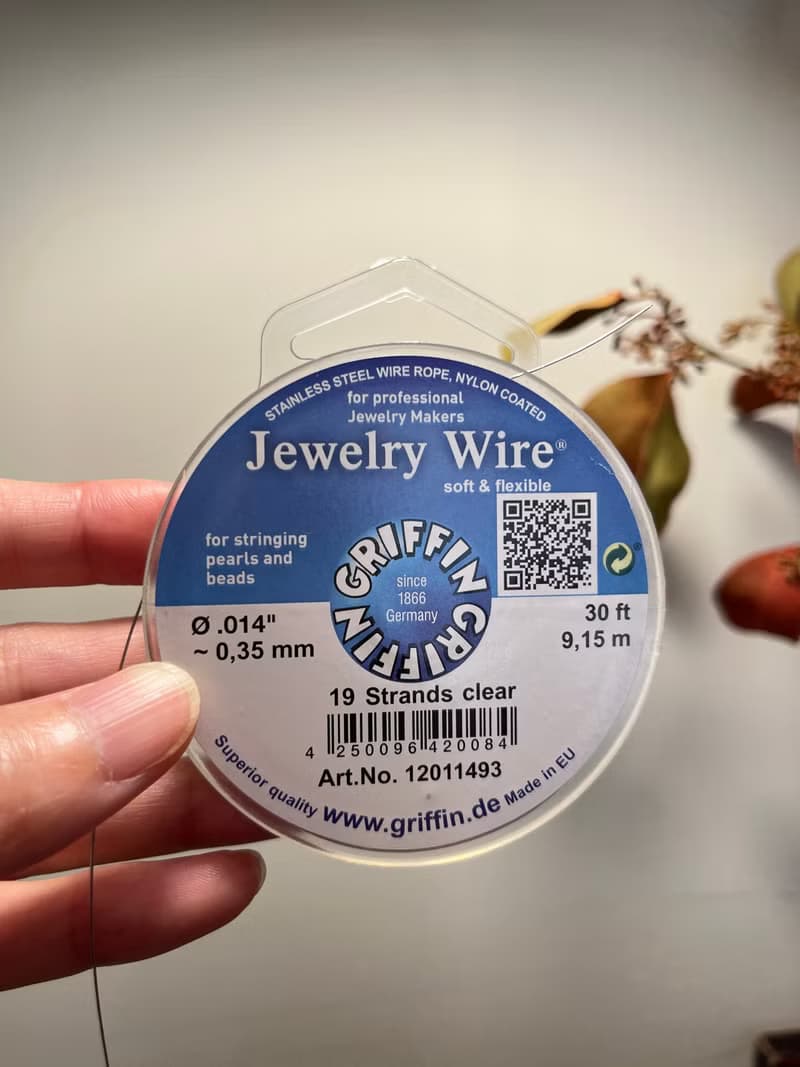 STAINLESS STEEL WIRE ROPE, NYLON COATED
for professional
Jewelry Makers
Jewelry Wire®
soft & flexible
for stringing
pearls and
beads
GRIFFIN GRIFFIN GRIFFIN
since
1866
Germany
Ø .014"
~ 0,35 mm
30 ft
9,15 m
19 Strands clear
4 250096 420084
Art.No. 12011493
Superior quality www.griffin.de Made in EU